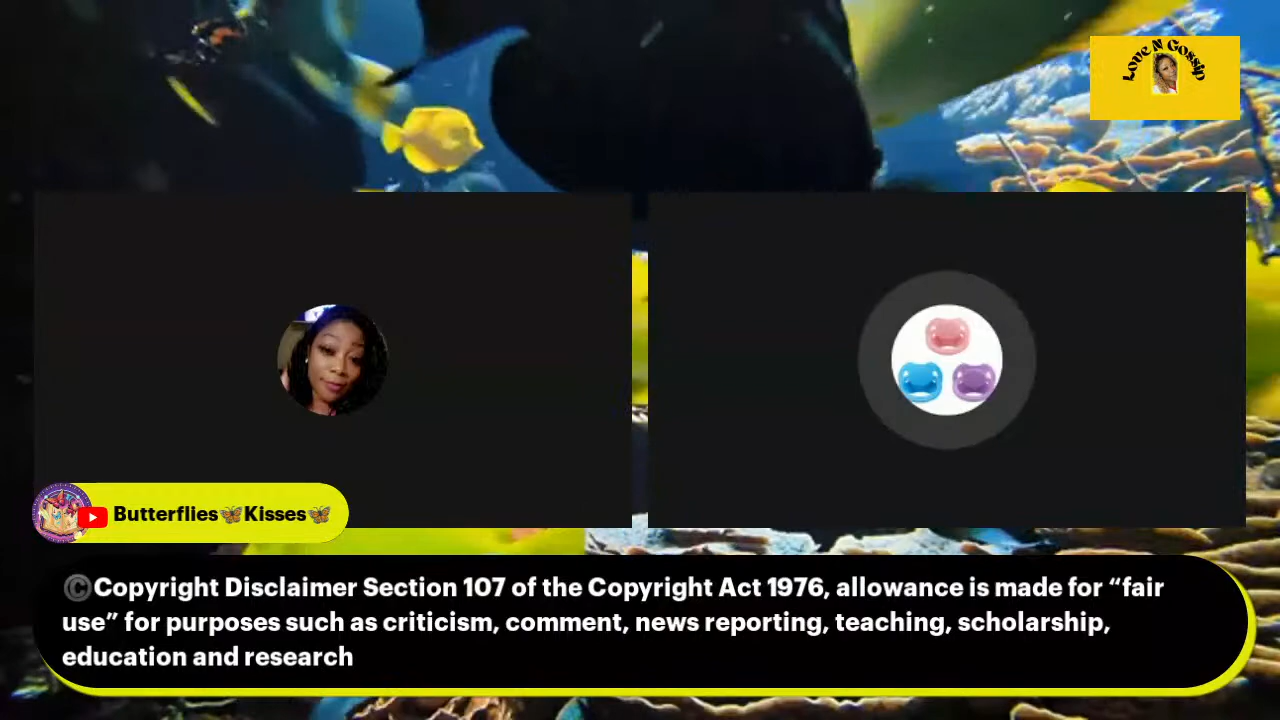 Love N Gossip
Butterflies🦋Kisses🦋
©Copyright Disclaimer Section 107 of the Copyright Act 1976, allowance is made for “fair
use” for purposes such as criticism, comment, news reporting, teaching, scholarship,
education and research